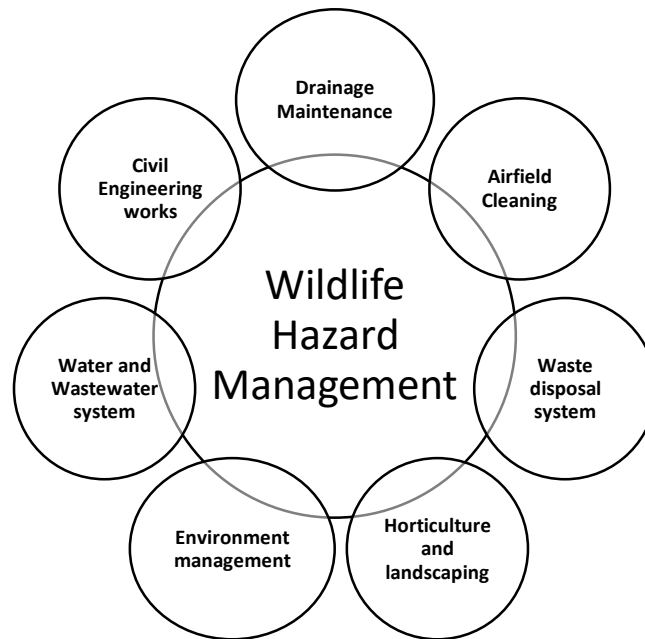 Drainage
Maintenance
Airfield
Cleaning
Waste
disposal
system
Horticulture
and
landscaping
Environment
management
Water and
Wastewater
system
Civil
Engineering
works
Wildlife
Hazard
Management